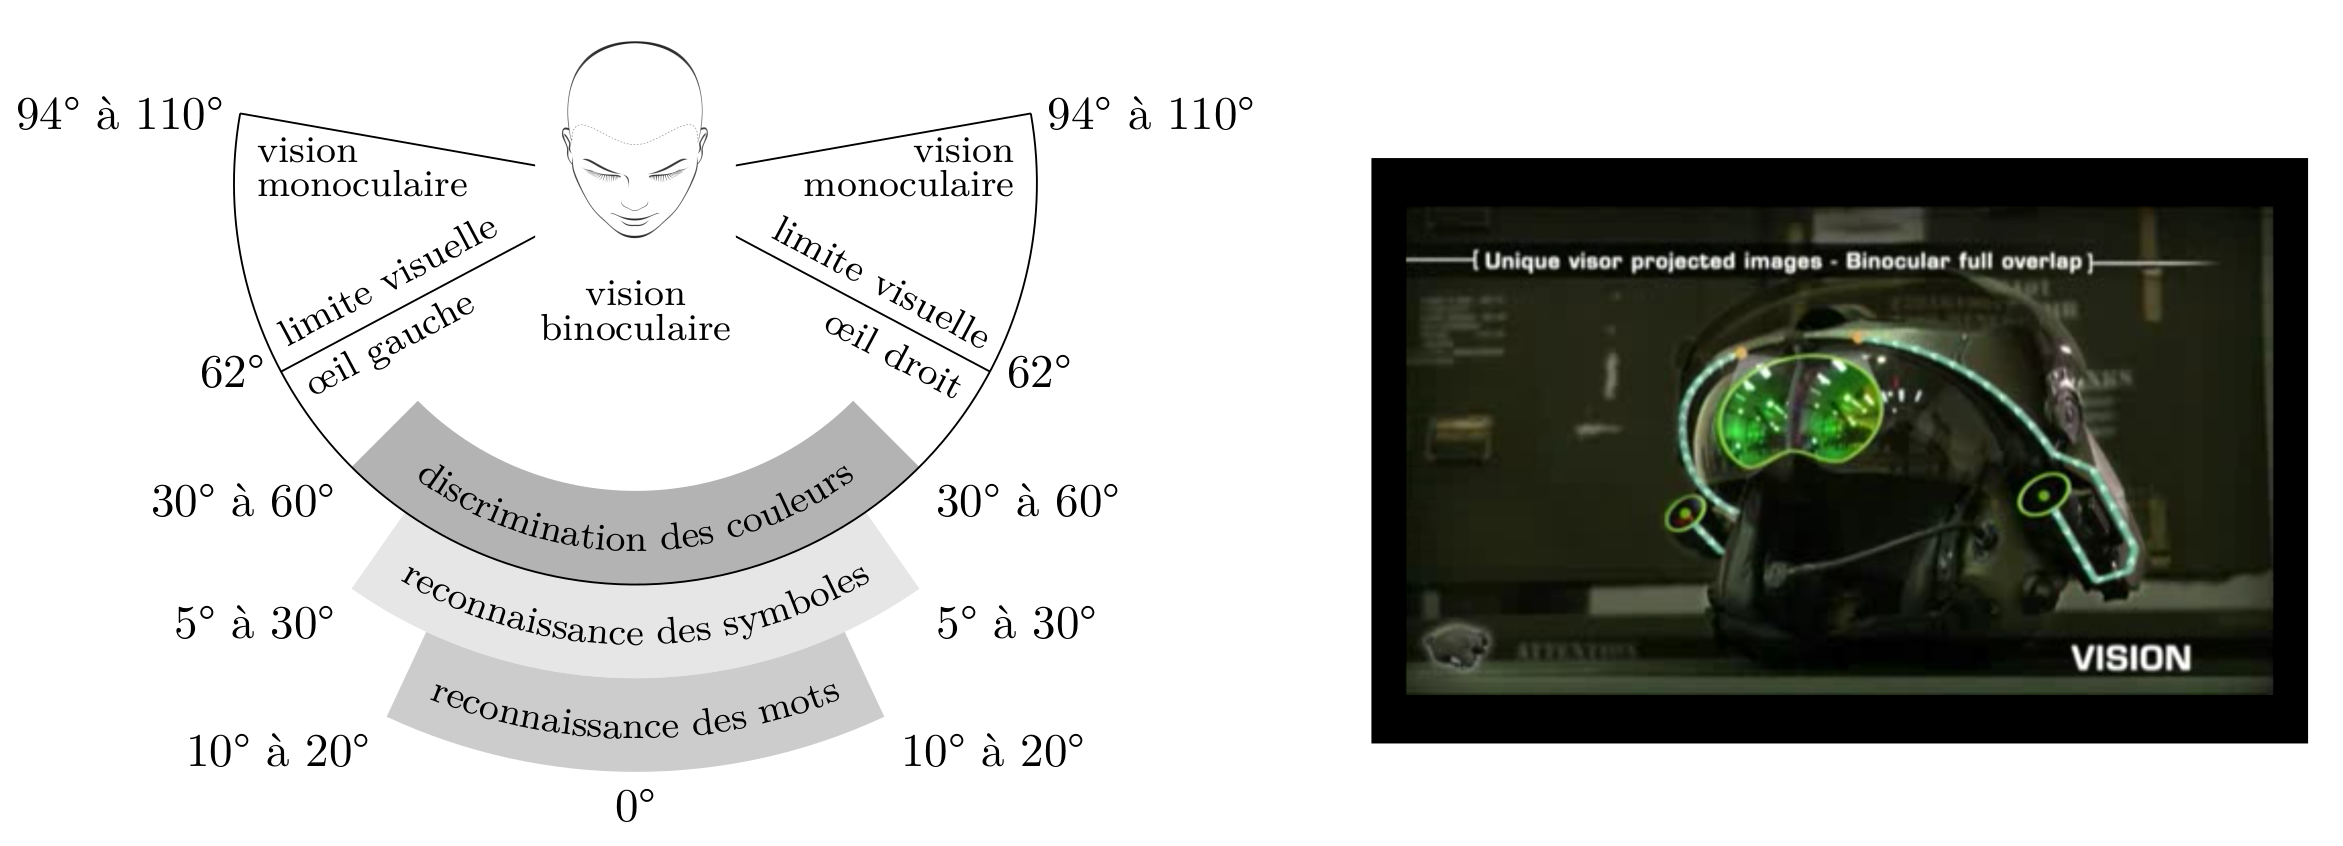 94° à 110°
vision
monoculaire
limite visuelle
œil gauche
62°
vision
binoculaire
94° à 110°
vision
monoculaire
limite visuelle
œil droit
62°
discrimination des couleurs
30° à 60°
30° à 60°
reconnaissance des symboles
5° à 30°
5° à 30°
reconnaissance des mots
10° à 20°
10° à 20°
0°
{ Unique visor projected images - Binocular full overlap }
ATTENTION
VISION